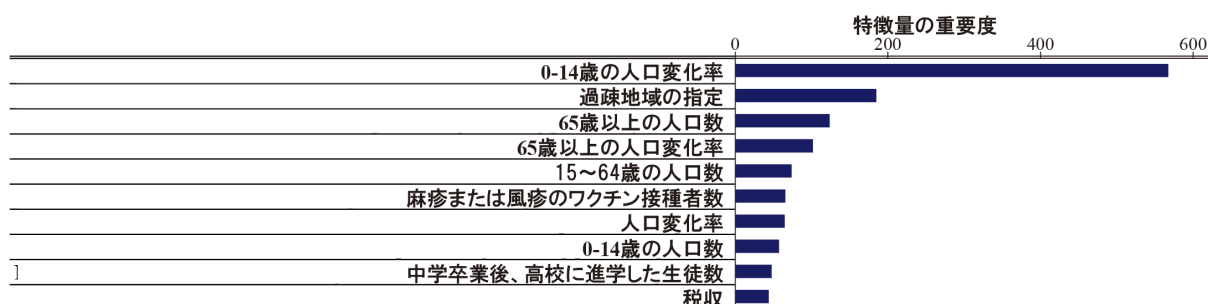 特徴量の重要度
0 200 400 600
0-14歳の人口変化率
過疎地域の指定
65歳以上の人口数
65歳以上の人口変化率
15～64歳の人口数
麻疹または風疹のワクチン接種者数
人口変化率
0-14歳の人口数
]
中学卒業後、高校に進学した生徒数
税収